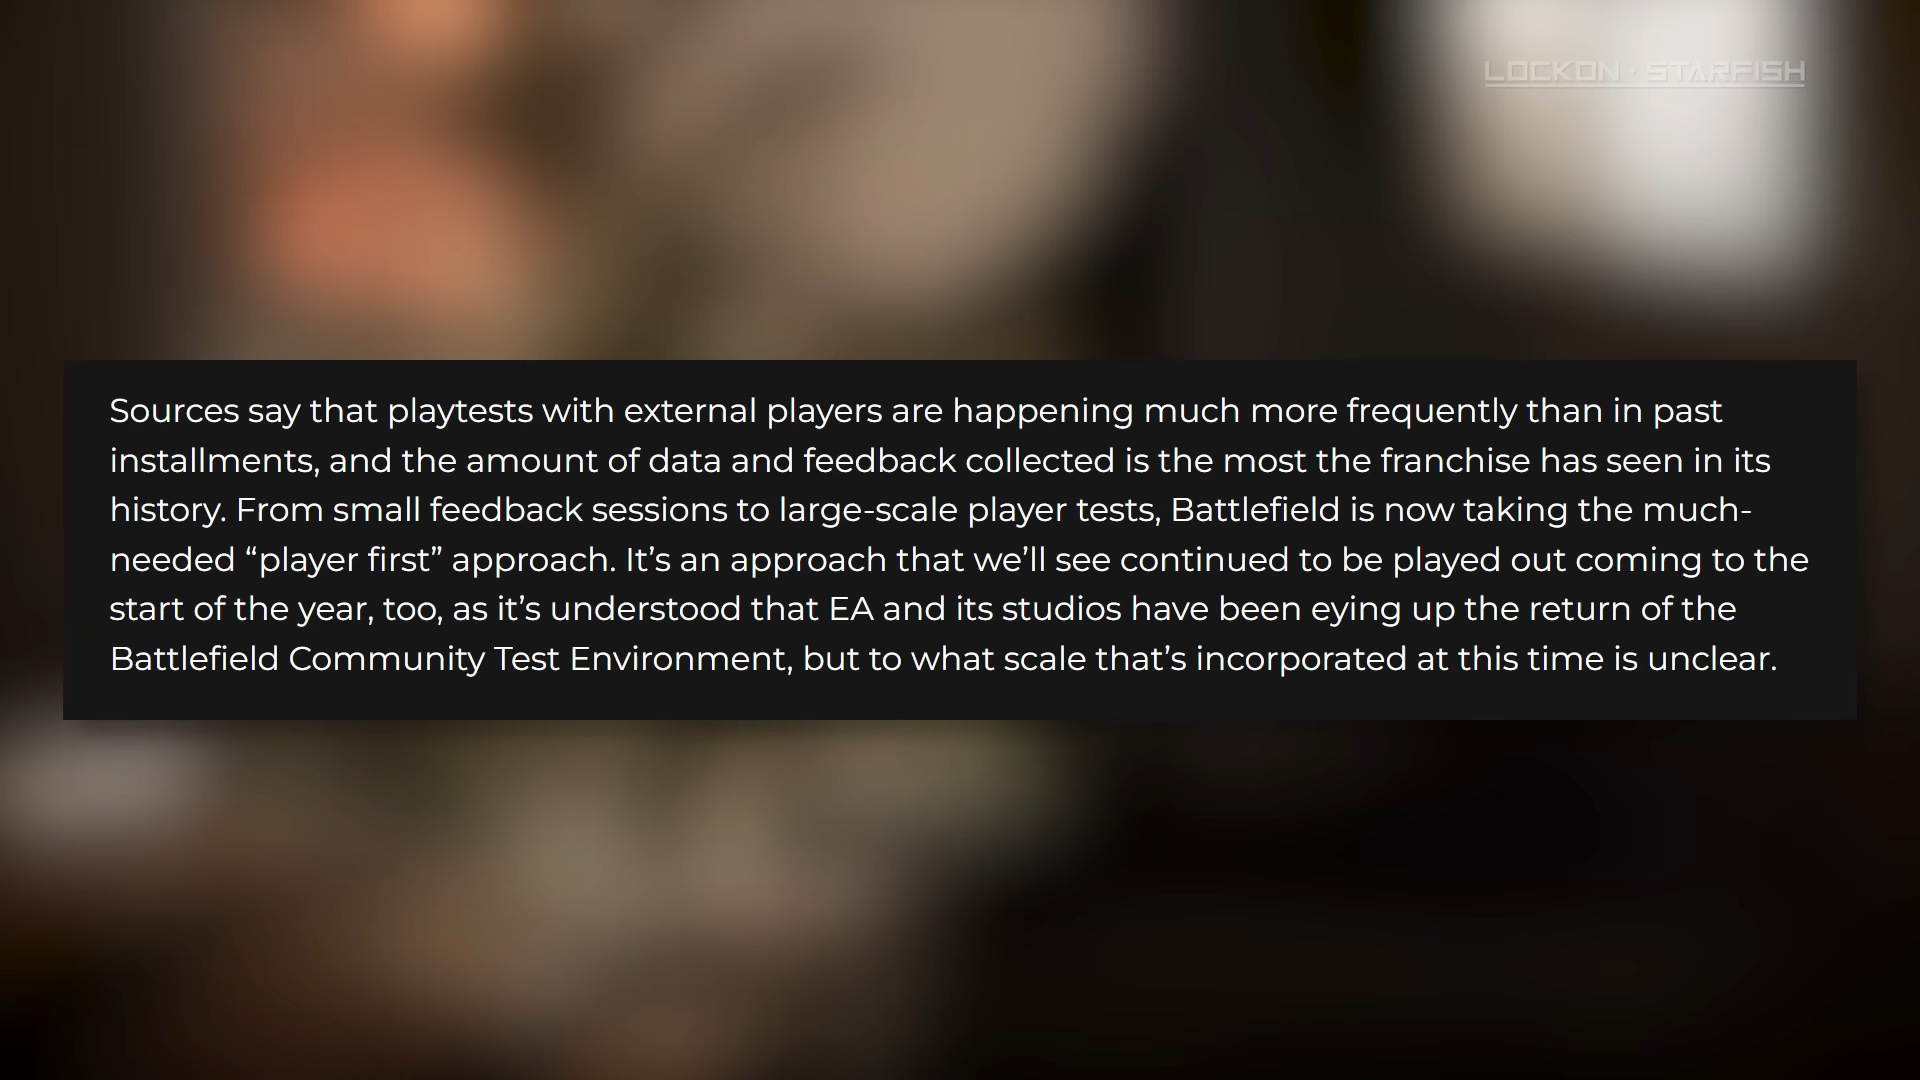 LOCKON · STARFISH
Sources say that playtests with external players are happening much more frequently than in past
installments, and the amount of data and feedback collected is the most the franchise has seen in its
history. From small feedback sessions to large-scale player tests, Battlefield is now taking the much-
needed “player first” approach. It’s an approach that we’ll see continued to be played out coming to the
start of the year, too, as it’s understood that EA and its studios have been eying up the return of the
Battlefield Community Test Environment, but to what scale that’s incorporated at this time is unclear.